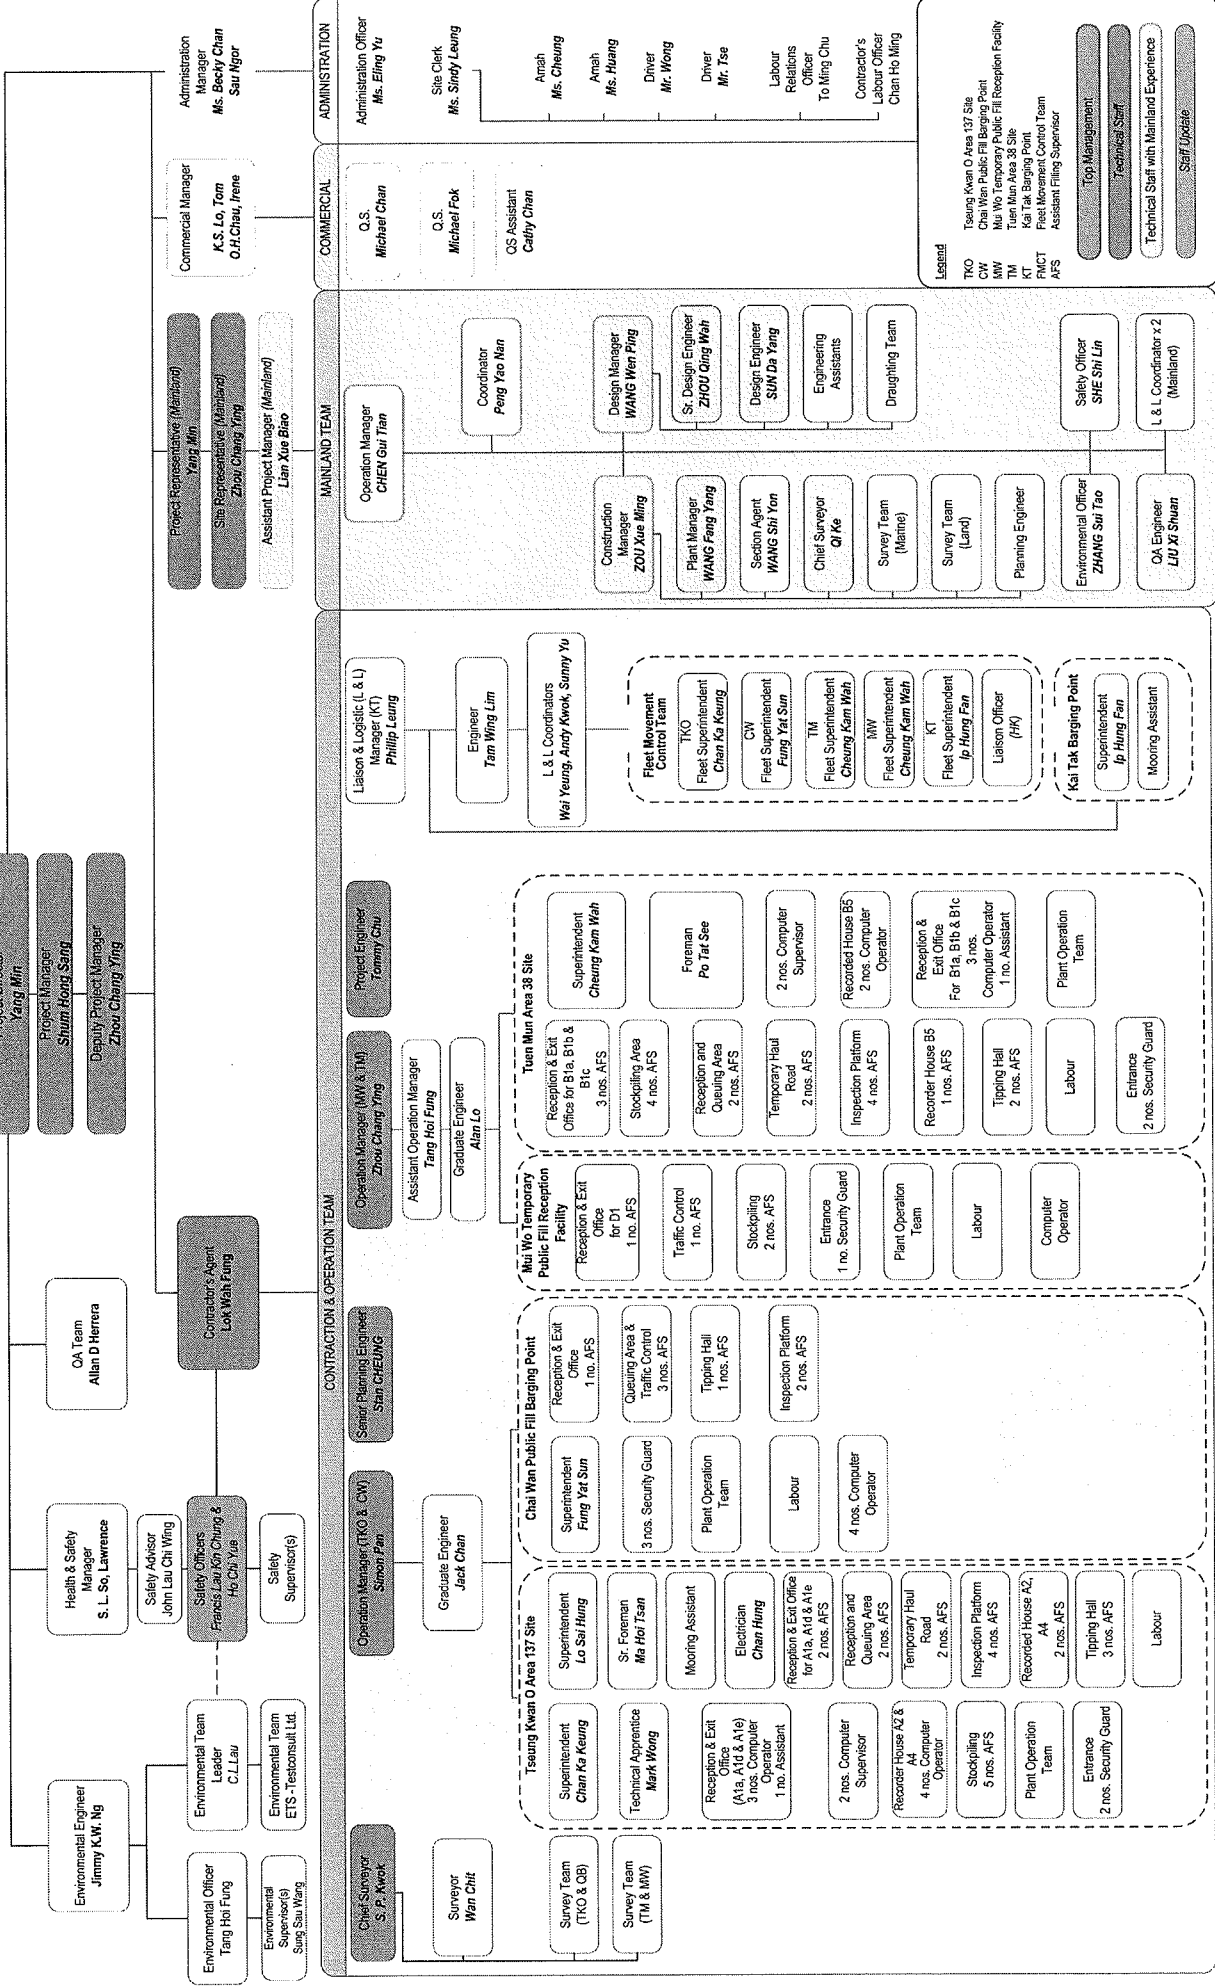 Yang Min
Project Manager
Shum Hong Sang
Deputy Project Manager
Zhou Chang Ying
Environmental Engineer
Jimmy K.W. Ng
Environmental Officer
Tang Hoi Fung
Environmental
Supervisor(s)
Sung Sau Wang
Environmental Team
Leader
C.L.Lau
Environmental Team
ETS -Testconsult Ltd.
Health & Safety
Manager
S. L. So, Lawrence
Safety Advisor
John Lau Chi Wing
Safety Officers
Francis Lau Kin Chung &
Ho Chi Yue
Safety
Supervisor(s)
QA Team
Allan D Herrera
Contractor's Agent
Lok Wah Fung
Project Representative (Mainland)
Yang Min
Site Representative (Mainland)
Zhou Chang Ying
Assistant Project Manager (Mainland)
Lian Xue Biao
Commercial Manager
K.S. Lo, Tom
O.H.Chau, Irene
Administration
Manager
Ms. Becky Chan
Sau Ngor
CONTRACTION & OPERATION TEAM
Chief Surveyor
S. P. Kwok
Surveyor
Wan Chit
Survey Team
(TKO & QB)
Survey Team
(TM & MW)
Operation Manager (TKO & CW)
Simon Pan
Graduate Engineer
Jack Chan
Senior Planning Engineer
Stan CHEUNG
Operation Manager (MW & TM)
Zhou Chang Ying
Assistant Operation Manager
Tang Hoi Fung
Graduate Engineer
Alan Lo
Project Engineer
Tommy Chu
Tseung Kwan O Area 137 Site
Superintendent
Chan Ka Keung
Technical Apprentice
Mark Wong
Reception & Exit
Office
(A1a, A1d & A1e)
3 nos. Computer
Operator
1 no. Assistant
2 nos. Computer
Supervisor
Recorder House A2 &
A4
4 nos. Computer
Operator
Stockpiling
5 nos. AFS
Plant Operation
Team
Entrance
2 nos. Security Guard
Superintendent
Lo Sai Hung
Sr. Foreman
Ma Hoi Tsan
Mooring Assistant
Electrician
Chan Hung
Reception & Exit Office
for A1a, A1d & A1e
2 nos. AFS
Reception and
Queuing Area
2 nos. AFS
Temporary Haul
Road
2 nos. AFS
Inspection Platform
4 nos. AFS
Recorded House A2,
A4
2 nos. AFS
Tipping Hall
3 nos. AFS
Labour
Chai Wan Public Fill Barging Point
Superintendent
Fung Yat Sun
3 nos. Security Guard
Plant Operation
Team
Labour
4 nos. Computer
Operator
Reception & Exit
Office
1 no. AFS
Queuing Area &
Traffic Control
3 nos. AFS
Tipping Hall
1 nos. AFS
Inspection Platform
2 nos. AFS
Mui Wo Temporary
Public Fill Reception
Facility
Reception & Exit
Office
for D1
1 no. AFS
Traffic Control
1 no. AFS
Stockpiling
2 nos. AFS
Entrance
1 no. Security Guard
Plant Operation
Team
Labour
Computer
Operator
Tuen Mun Area 38 Site
Reception & Exit
Office for B1a, B1b &
B1c
3 nos. AFS
Stockpiling Area
4 nos. AFS
Reception and
Queuing Area
2 nos. AFS
Temporary Haul
Road
2 nos. AFS
Inspection Platform
4 nos. AFS
Recorder House B5
1 nos. AFS
Tipping Hall
2 nos. AFS
Labour
Entrance
2 nos. Security Guard
Superintendent
Cheung Kam Wah
Foreman
Po Tat See
2 nos. Computer
Supervisor
Recorded House B5
2 nos. Computer
Operator
Reception &
Exit Office
For B1a, B1b & B1c
3 nos.
Computer Operator
1 no. Assistant
Plant Operation
Team
Liaison & Logistic (L & L)
Manager (KT)
Phillip Leung
Engineer
Tam Wing Lim
L & L Coordinators
Wai Yeung, Andy Kwok, Sunny Yu
Fleet Movement
Control Team
TKO
Fleet Superintendent
Chan Ka Keung
CW
Fleet Superintendent
Fung Yat Sun
TM
Fleet Superintendent
Cheung Kam Wah
MW
Fleet Superintendent
Cheung Kam Wah
KT
Fleet Superintendent
Ip Hung Fan
Liaison Officer
(HK)
Kai Tak Barging Point
Superintendent
Ip Hung Fan
Mooring Assistant
MAINLAND TEAM
Operation Manager
CHEN Gui Tian
Coordinator
Peng Yao Nan
Construction
Manager
ZOU Xue Ming
Plant Manager
WANG Fang Yang
Section Agent
WANG Shi Yon
Chief Surveyor
QI Ke
Survey Team
(Marine)
Survey Team
(Land)
Planning Engineer
Environmental Officer
ZHANG Sui Tao
QA Engineer
LIU Xi Shuan
Design Manager
WANG Wen Ping
Sr. Design Engineer
ZHOU Qing Wah
Design Engineer
SUN Da Yang
Engineering
Assistants
Draughting Team
Safety Officer
SHE Shi Lin
L & L Coordinator x 2
(Mainland)
COMMERCIAL
Q.S.
Michael Chan
Q.S.
Michael Fok
QS Assistant
Cathy Chan
ADMINISTRATION
Administration Officer
Ms. Eling Yu
Site Clerk
Ms. Sindy Leung
Amah
Ms. Cheung
Amah
Ms. Huang
Driver
Mr. Wong
Driver
Mr. Tse
Labour
Relations
Officer
To Ming Chu
Contractor's
Labour Officer
Chan Ho Ming
Legend
TKO Tseung Kwan O Area 137 Site
CW Chai Wan Public Fill Barging Point
MW Mui Wo Temporary Public Fill Reception Facility
TM Tuen Mun Area 38 Site
KT Kai Tak Barging Point
FMCT Fleet Movement Control Team
AFS Assistant Filing Supervisor
Top Management
Technical Staff
Technical Staff with Mainland Experience
Staff Update